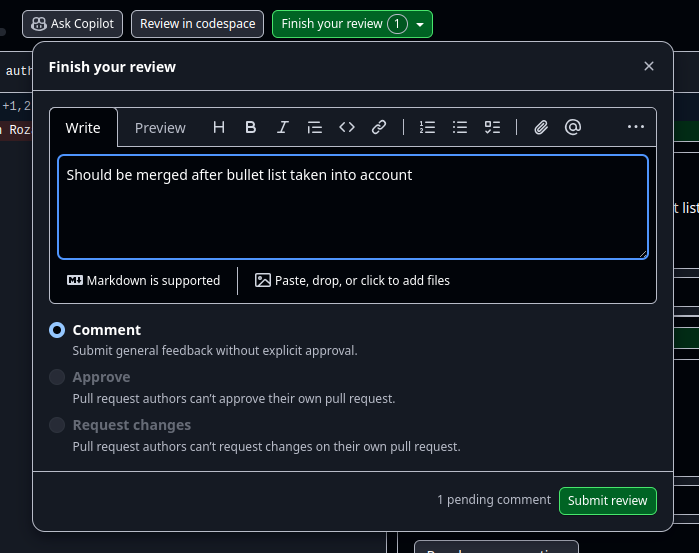 Ask Copilot Review in codespace Finish your review 1
auth
+1,2
Roz
Finish your review
Write Preview
Should be merged after bullet list taken into account
Markdown is supported Paste, drop, or click to add files
t list
Comment
Submit general feedback without explicit approval.
Approve
Pull request authors can’t approve their own pull request.
Request changes
Pull request authors can’t request changes on their own pull request.
1 pending comment Submit review